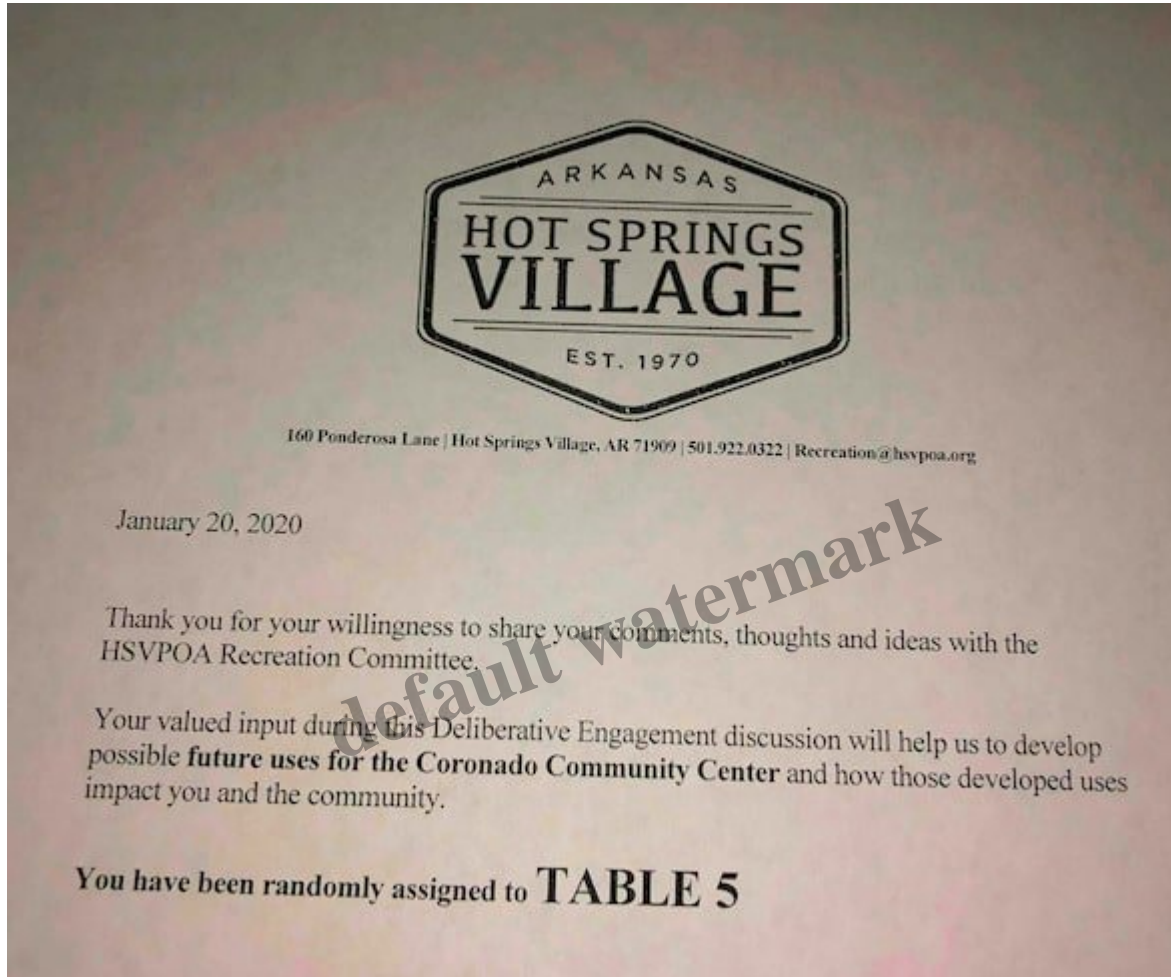 ARKANSAS
HOT SPRINGS
VILLAGE
EST. 1970
160 Ponderosa Lane | Hot Springs Village, AR 71909 | 501.922.0322 | Recreation@hsvpoa.org
January 20, 2020
Thank you for your willingness to share your comments, thoughts and ideas with the
HSVPOA Recreation Committee.
Your valued input during this Deliberative Engagement discussion will help us to develop
possible future uses for the Coronado Community Center and how those developed uses
impact you and the community.
You have been randomly assigned to TABLE 5
default watermark